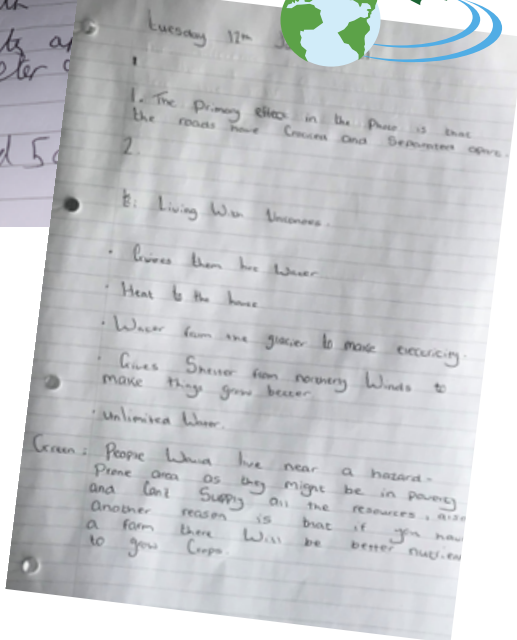 Tuesday 12th
1. The Primary effect in the Photo is that
the roads have Cracked and Separated apart.
2.
Living With Volcanoes.
· Gives them hot Water
· Heat to the house
· Water from the glacier to make electricity.
· Gives Shelter from northerly Winds to
make things grow better
· unlimited Water.
Green: People Would live near a hazard-
Prone area as they might be in poverty
and Can't Supply all the resources, also
another reason is that if you hav
a farm there Will be better nutrien
to grow Crops.